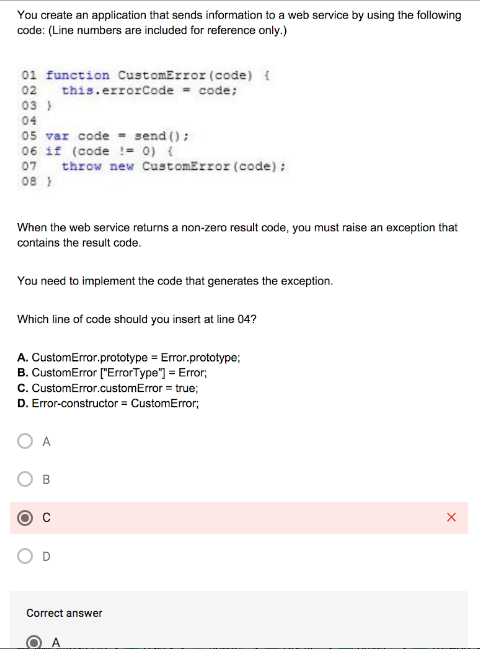 You create an application that sends information to a web service by using the following
code: (Line numbers are included for reference only.)
01 function CustomError(code) {
02 this.errorCode = code;
03 }
04
05 var code = send();
06 if (code != 0) {
07 throw new CustomError(code);
08 }
When the web service returns a non-zero result code, you must raise an exception that
contains the result code.
You need to implement the code that generates the exception.
Which line of code should you insert at line 04?
A. CustomError.prototype = Error.prototype;
B. CustomError ["ErrorType"] = Error;
C. CustomError.customError = true;
D. Error-constructor = CustomError;
A
B
C
D
Correct answer
A